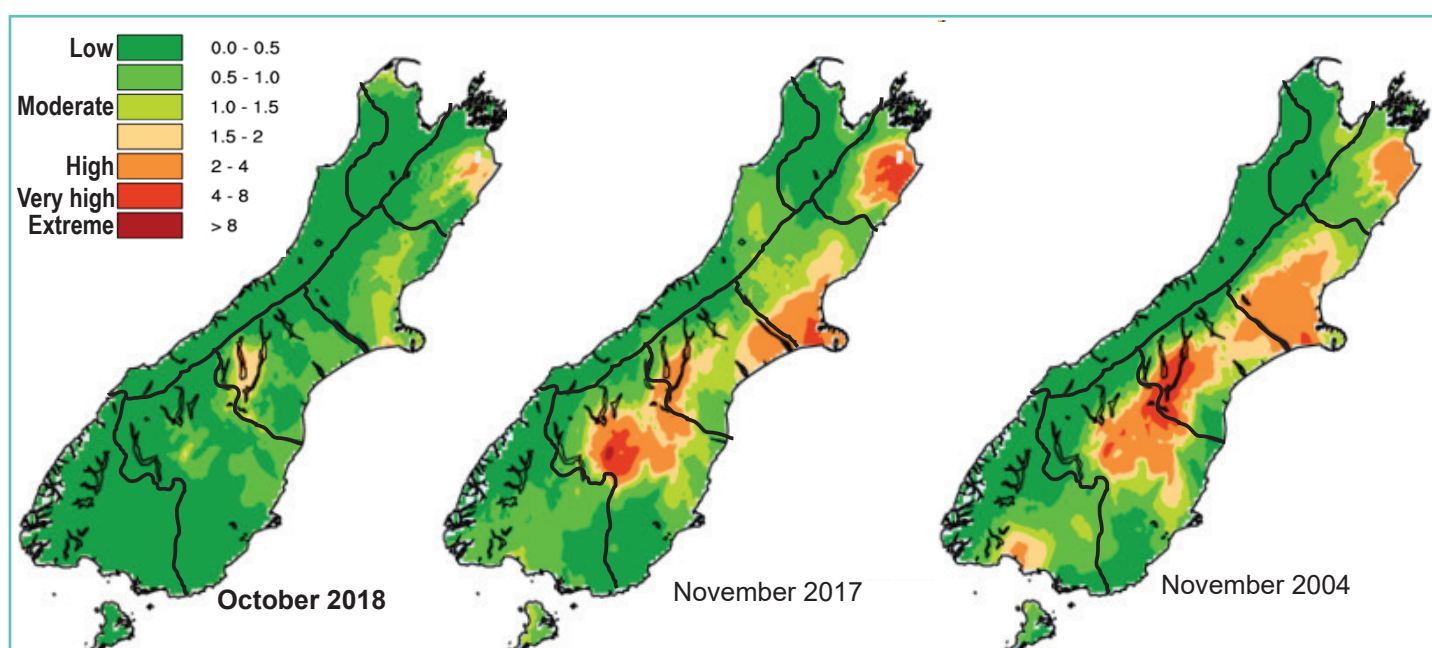 Low 0.0 - 0.5
0.5 - 1.0
Moderate 1.0 - 1.5
1.5 - 2
High 2 - 4
Very high 4 - 8
Extreme > 8
October 2018
November 2017
November 2004